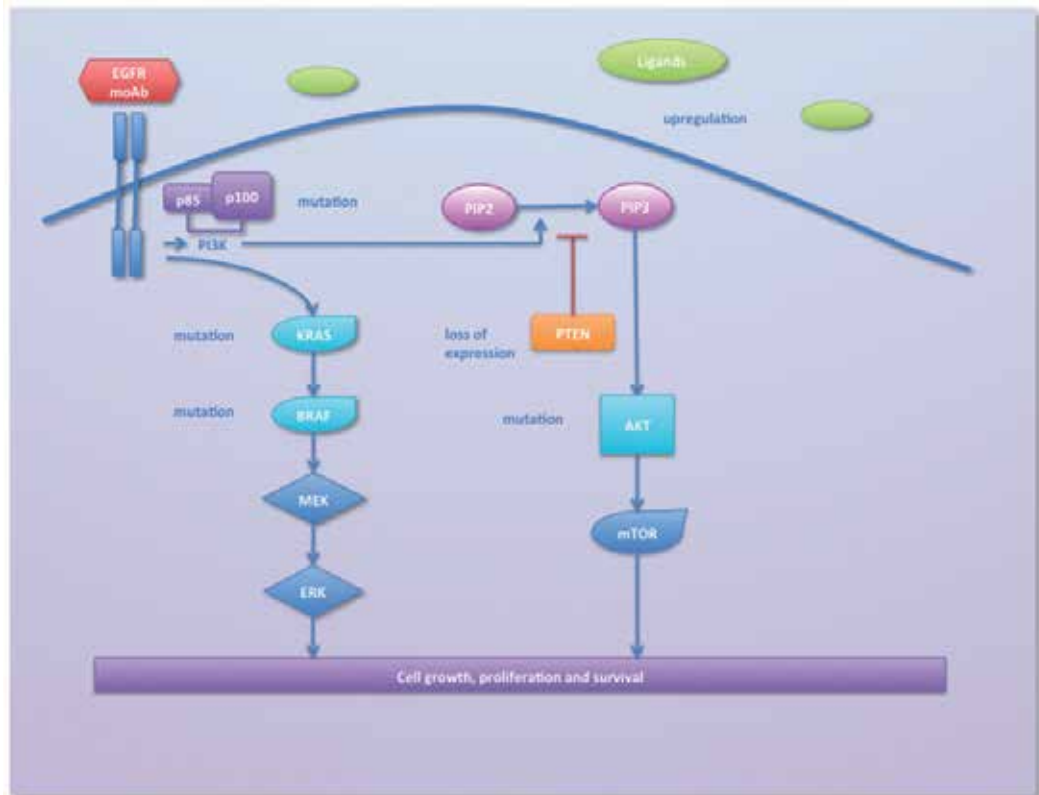 EGFR
moAb
Ligands
upregulation
p85
p100
mutation
PIP2
PIP3
PI3K
mutation
KRAS
loss of
expression
PTEN
mutation
BRAF
mutation
AKT
MEK
mTOR
ERK
Cell growth, proliferation and survival